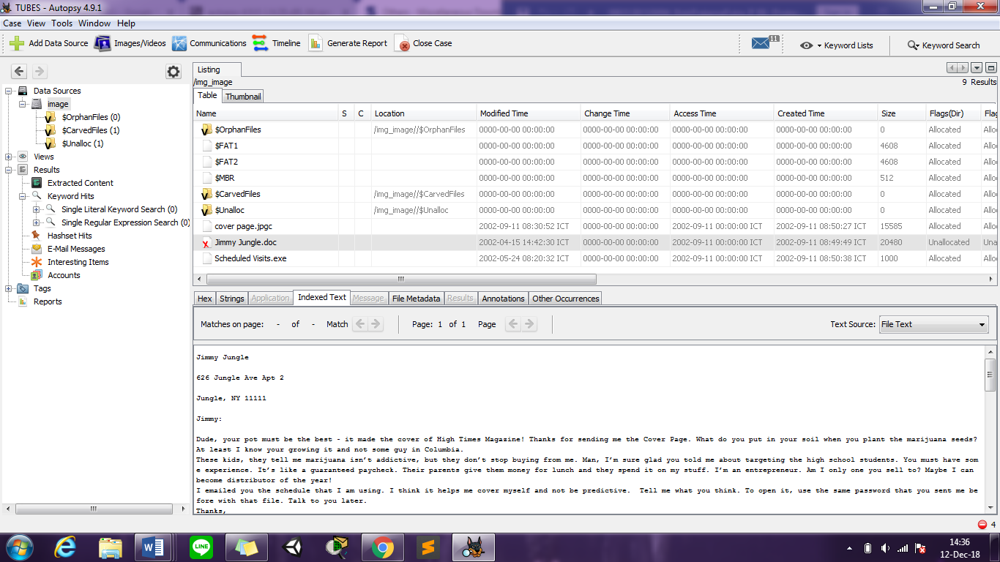 TUBES - Autopsy 4.9.1
Case View Tools Window Help
Add Data Source Images/Videos Communications Timeline Generate Report Close Case 11 Keyword Lists Keyword Search
Listing
/img_image 9 Results
Table Thumbnail
Data Sources
image
$OrphanFiles (0)
$CarvedFiles (1)
$Unalloc (1)
Views
Results
Extracted Content
Keyword Hits
Single Literal Keyword Search (0)
Single Regular Expression Search (0)
Hashset Hits
E-Mail Messages
Interesting Items
Accounts
Tags
Reports
Name S C Location Modified Time Change Time Access Time Created Time Size Flags(Dir) Flag
$OrphanFiles /img_image//$OrphanFiles 0000-00-00 00:00:00 0000-00-00 00:00:00 0000-00-00 00:00:00 0000-00-00 00:00:00 0 Allocated Allo
$FAT1 0000-00-00 00:00:00 0000-00-00 00:00:00 0000-00-00 00:00:00 0000-00-00 00:00:00 4608 Allocated Allo
$FAT2 0000-00-00 00:00:00 0000-00-00 00:00:00 0000-00-00 00:00:00 0000-00-00 00:00:00 4608 Allocated Allo
$MBR 0000-00-00 00:00:00 0000-00-00 00:00:00 0000-00-00 00:00:00 0000-00-00 00:00:00 512 Allocated Allo
$CarvedFiles /img_image//$CarvedFiles 0000-00-00 00:00:00 0000-00-00 00:00:00 0000-00-00 00:00:00 0000-00-00 00:00:00 0 Allocated Allo
$Unalloc /img_image//$Unalloc 0000-00-00 00:00:00 0000-00-00 00:00:00 0000-00-00 00:00:00 0000-00-00 00:00:00 0 Allocated Allo
cover page.jpgc 2002-09-11 08:30:52 ICT 0000-00-00 00:00:00 2002-09-11 00:00:00 ICT 2002-09-11 08:50:27 ICT 15585 Allocated Allo
Jimmy Jungle.doc 2002-04-15 14:42:30 ICT 0000-00-00 00:00:00 2002-09-11 00:00:00 ICT 2002-09-11 08:49:49 ICT 20480 Unallocated Una
Scheduled Visits.exe 2002-05-24 08:20:32 ICT 0000-00-00 00:00:00 2002-09-11 00:00:00 ICT 2002-09-11 08:50:38 ICT 1000 Allocated Allo
Hex Strings Application Indexed Text Message File Metadata Results Annotations Other Occurrences
Matches on page: - of - Match Page: 1 of 1 Page Text Source: File Text
Jimmy Jungle
626 Jungle Ave Apt 2
Jungle, NY 11111
Jimmy:
Dude, your pot must be the best - it made the cover of High Times Magazine! Thanks for sending me the Cover Page. What do you put in your soil when you plant the marijuana seeds?
At least I know your growing it and not some guy in Columbia.
These kids, they tell me marijuana isn't addictive, but they don't stop buying from me. Man, I'm sure glad you told me about targeting the high school students. You must have som
e experience. It's like a guaranteed paycheck. Their parents give them money for lunch and they spend it on my stuff. I'm an entrepreneur. Am I only one you sell to? Maybe I can
become distributor of the year!
I emailed you the schedule that I am using. I think it helps me cover myself and not be predictive.  Tell me what you think. To open it, use the same password that you sent me be
fore with that file. Talk to you later.
Thanks,
4
LINE
14:36
12-Dec-18